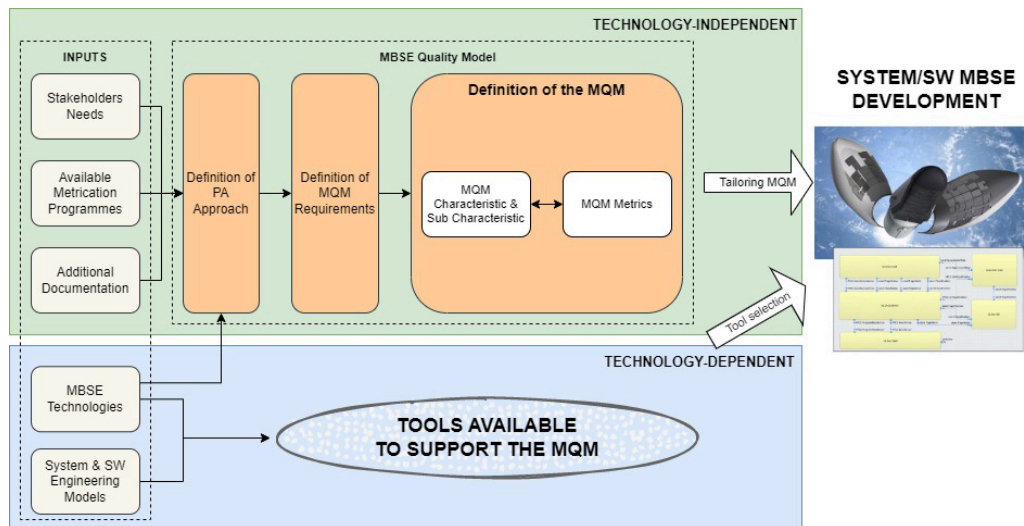 TECHNOLOGY-INDEPENDENT
INPUTS
MBSE Quality Model
Stakeholders
Needs
Available
Metrication
Programmes
Additional
Documentation
Definition of
PA
Approach
Definition of
MQM
Requirements
Definition of the MQM
MQM
Characteristic &
Sub Characteristic
MQM Metrics
Tailoring MQM
SYSTEM/SW MBSE
DEVELOPMENT
Tool selection
TECHNOLOGY-DEPENDENT
MBSE
Technologies
System & SW
Engineering
Models
TOOLS AVAILABLE
TO SUPPORT THE MQM